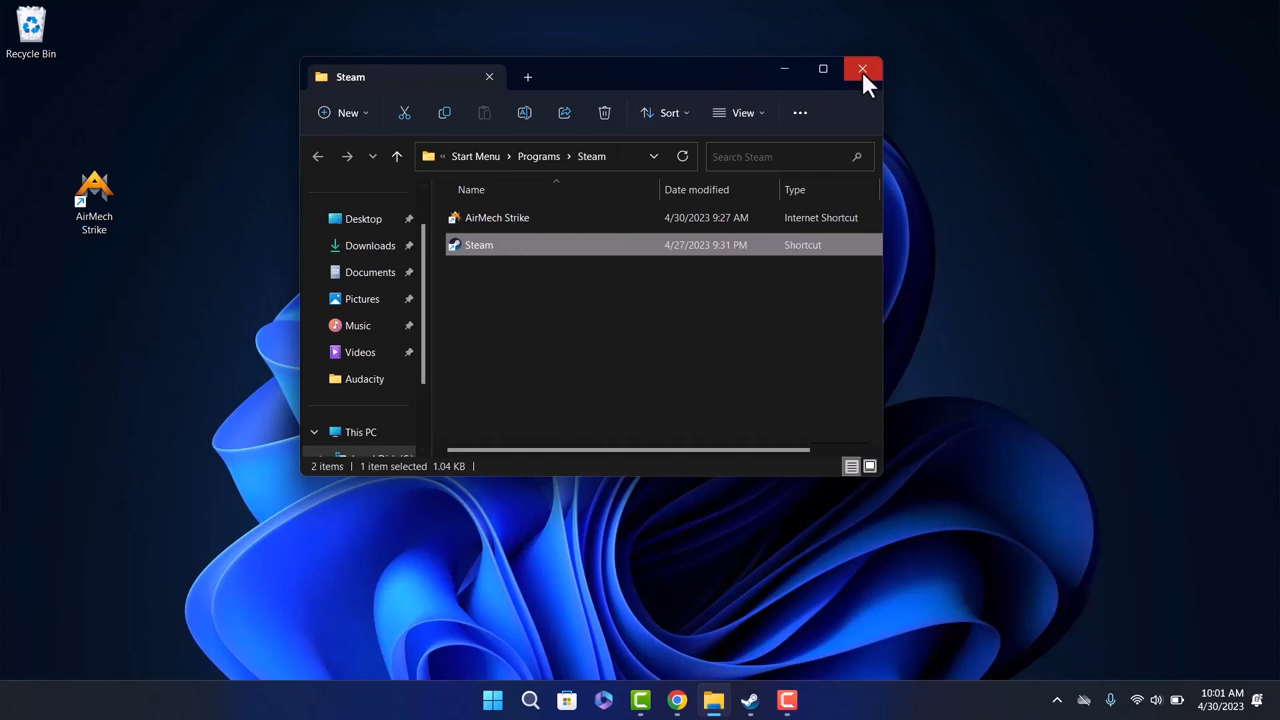 Recycle Bin
AirMech
Strike
Steam
New
Sort
View
« Start Menu > Programs > Steam
Search Steam
Name
Date modified
Type
AirMech Strike
4/30/2023 9:27 AM
Internet Shortcut
Steam
4/27/2023 9:31 PM
Shortcut
Desktop
Downloads
Documents
Pictures
Music
Videos
Audacity
This PC
2 items
1 item selected 1.04 KB
10:01 AM
4/30/2023